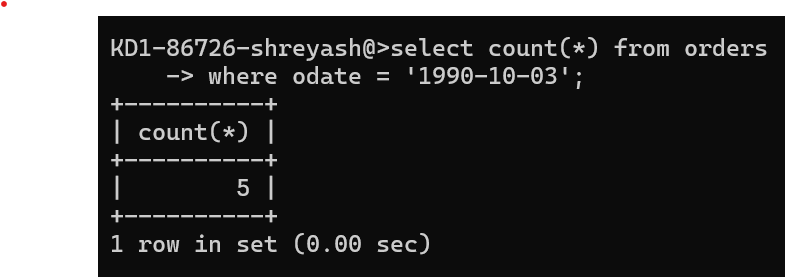 KD1-86726-shreyash@>select count(*) from orders
    -> where odate = '1990-10-03';
+----------+
| count(*) |
+----------+
|        5 |
+----------+
1 row in set (0.00 sec)